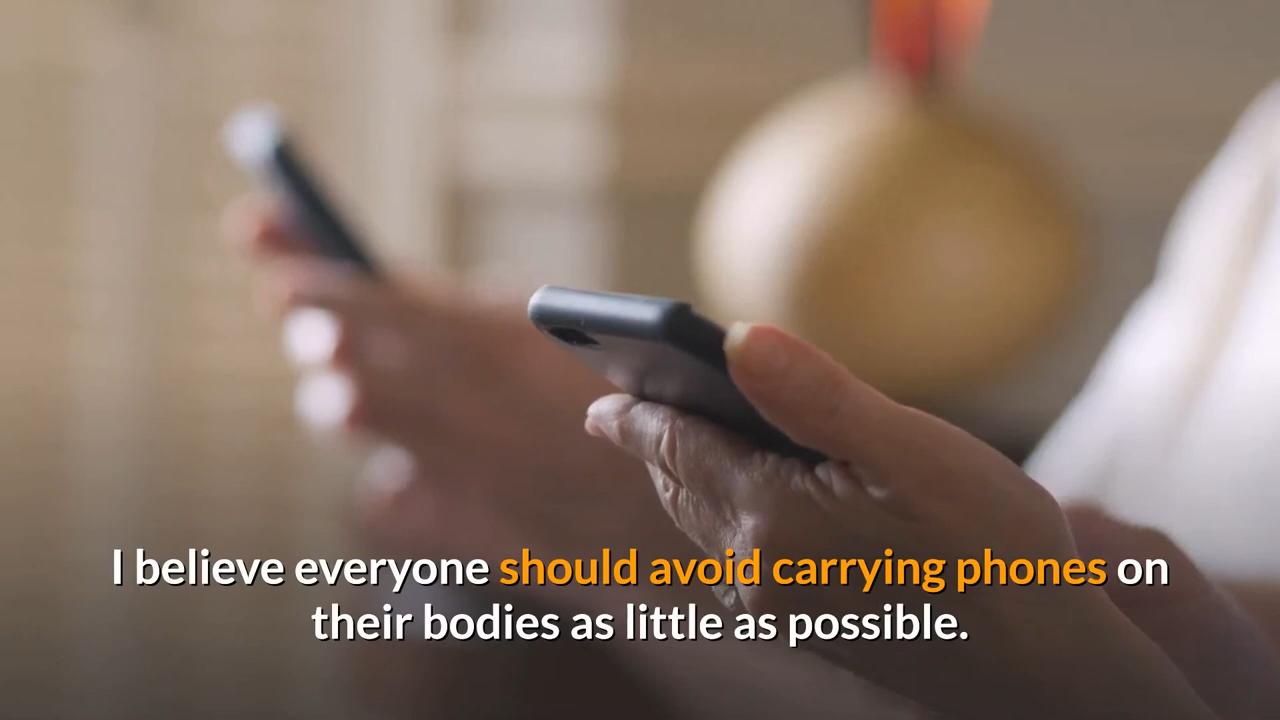 I believe everyone should avoid carrying phones on
their bodies as little as possible.